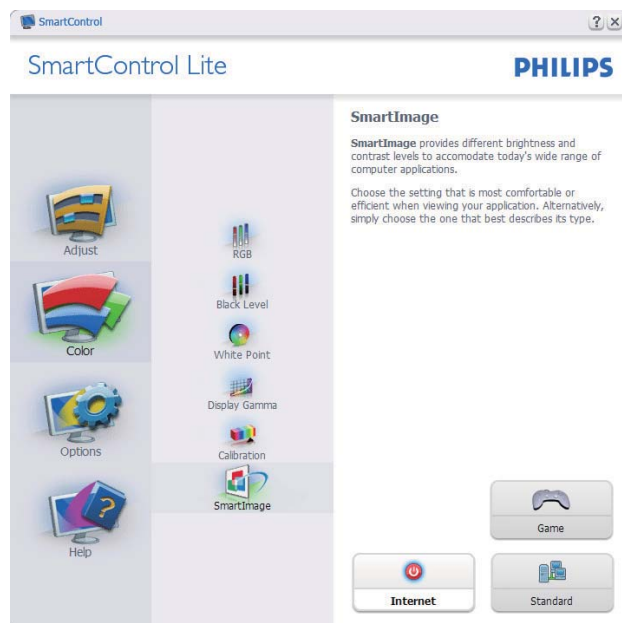 SmartControl
SmartControl Lite
PHILIPS
Adjust
Color
Options
Help
RGB
Black Level
White Point
Display Gamma
Calibration
SmartImage
SmartImage
SmartImage provides different brightness and
contrast levels to accomodate today's wide range of
computer applications.
Choose the setting that is most comfortable or
efficient when viewing your application. Alternatively,
simply choose the one that best describes its type.
Game
Internet
Standard